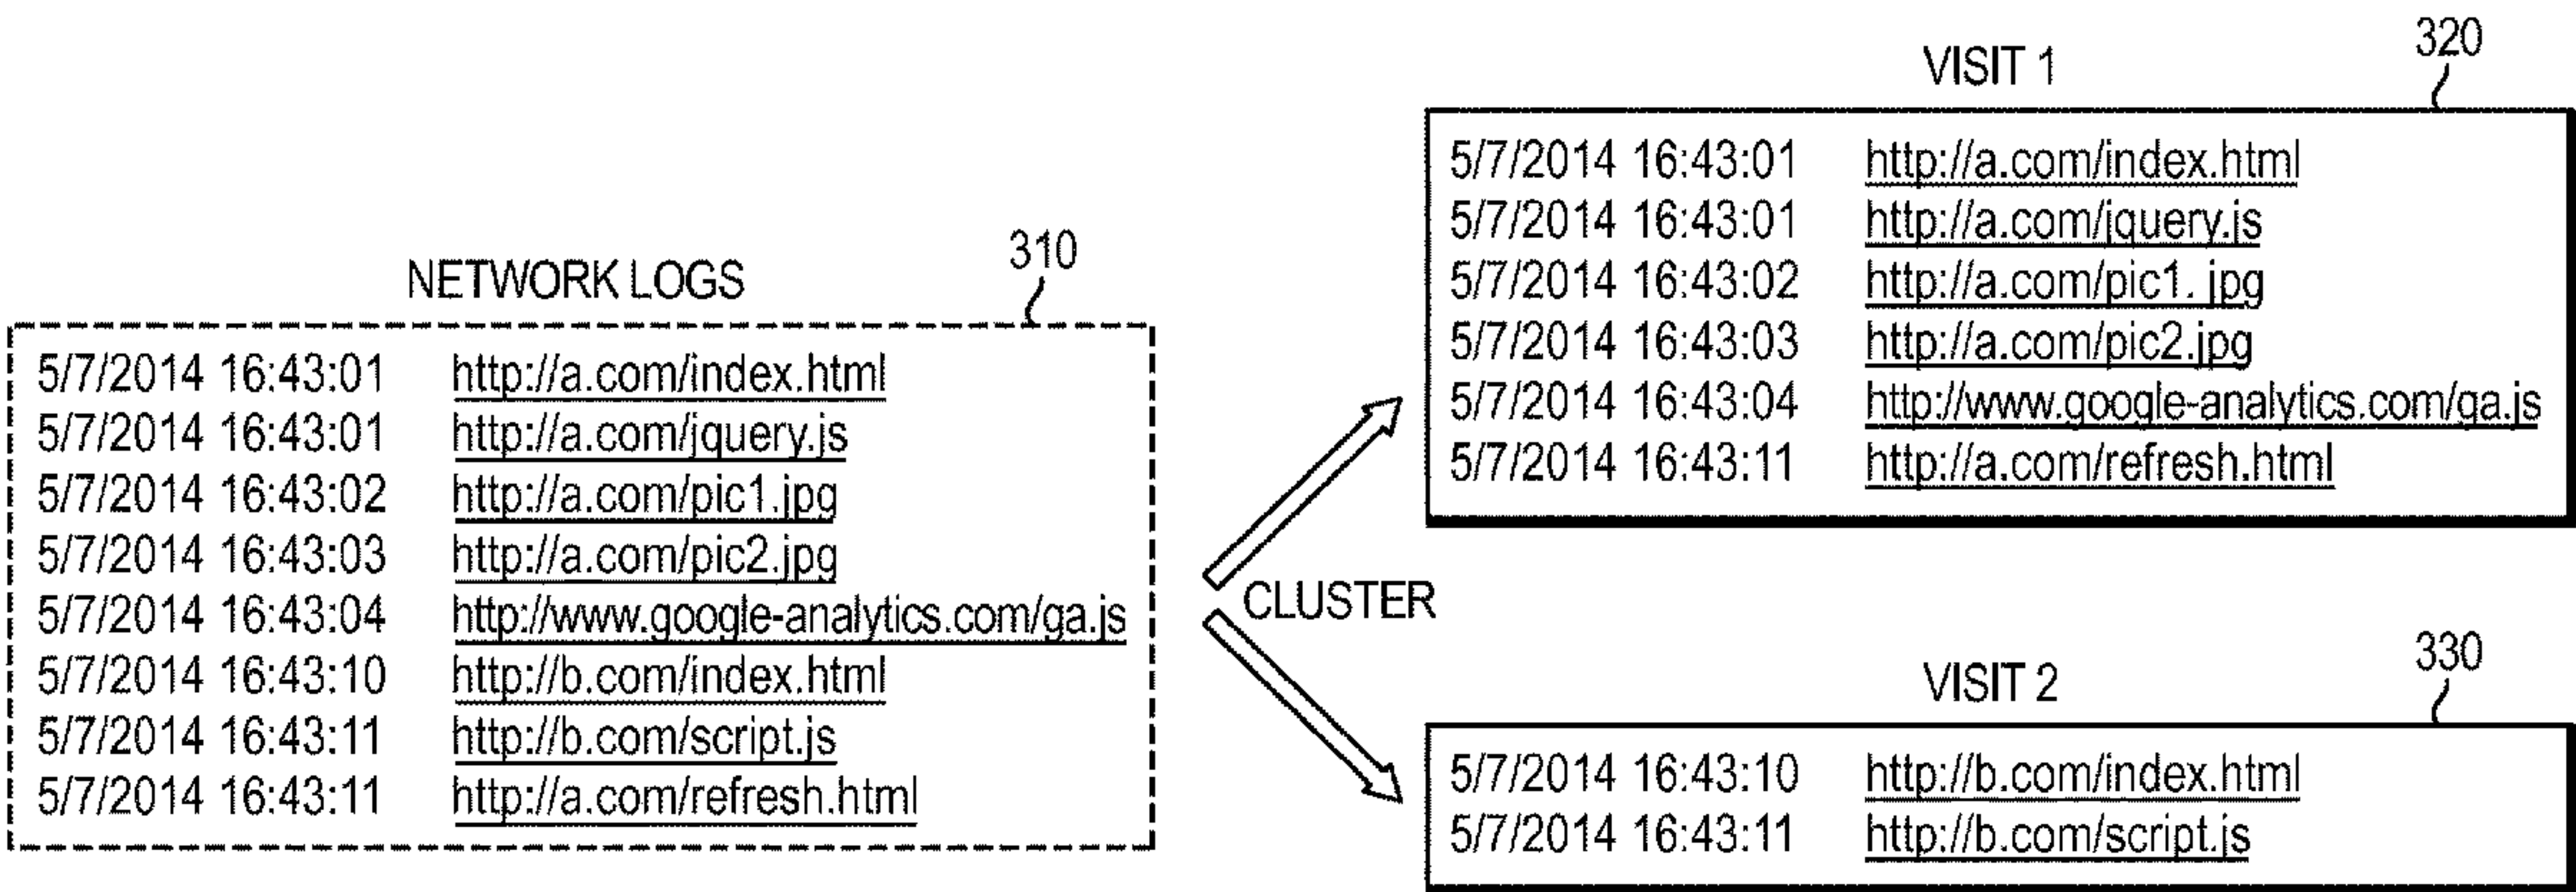 NETWORK LOGS
310
5/7/2014 16:43:01 http://a.com/index.html
5/7/2014 16:43:01 http://a.com/jquery.js
5/7/2014 16:43:02 http://a.com/pic1.jpg
5/7/2014 16:43:03 http://a.com/pic2.jpg
5/7/2014 16:43:04 http://www.google-analytics.com/ga.js
5/7/2014 16:43:10 http://b.com/index.html
5/7/2014 16:43:11 http://b.com/script.js
5/7/2014 16:43:11 http://a.com/refresh.html
CLUSTER
VISIT 1
320
5/7/2014 16:43:01 http://a.com/index.html
5/7/2014 16:43:01 http://a.com/jquery.js
5/7/2014 16:43:02 http://a.com/pic1. jpg
5/7/2014 16:43:03 http://a.com/pic2.jpg
5/7/2014 16:43:04 http://www.google-analytics.com/ga.js
5/7/2014 16:43:11 http://a.com/refresh.html
VISIT 2
330
5/7/2014 16:43:10 http://b.com/index.html
5/7/2014 16:43:11 http://b.com/script.js